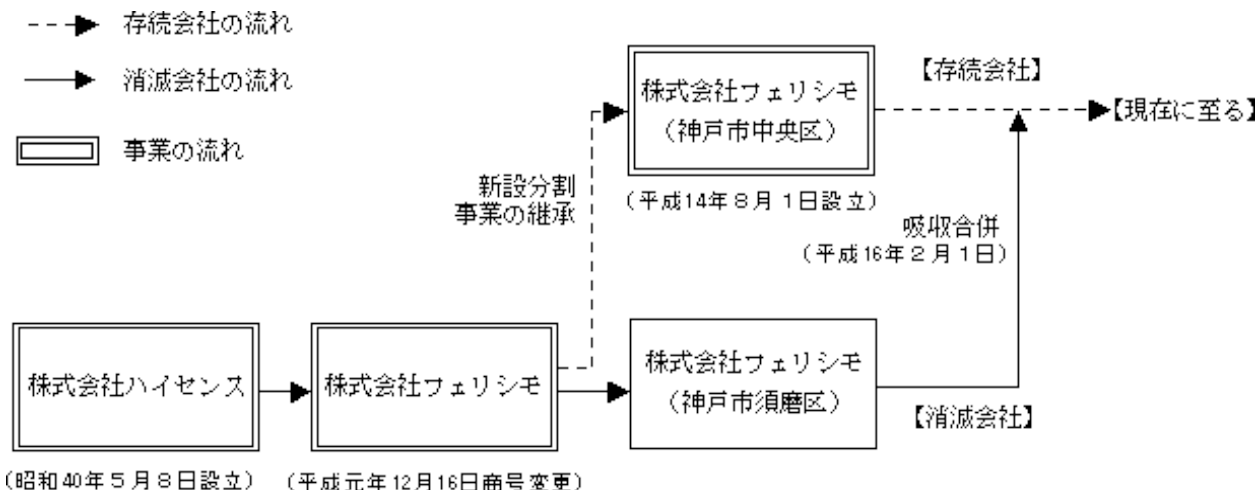 存続会社の流れ
消滅会社の流れ
事業の流れ
株式会社フェリシモ
（神戸市中央区）
（平成14年８月１日設立）
【存続会社】
【現在に至る】
新設分割
事業の継承
吸収合併
（平成16年２月１日）
株式会社ハイセンス
（昭和40年５月８日設立）
株式会社フェリシモ
（平成元年12月16日商号変更）
株式会社フェリシモ
（神戸市須磨区）
【消滅会社】